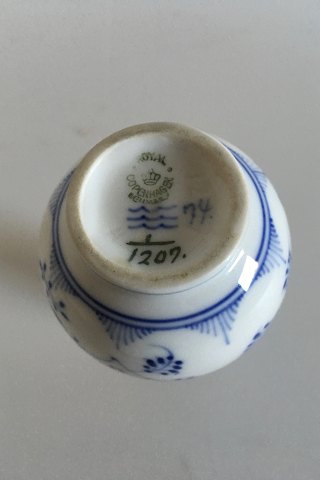 ROYAL
COPENHAGEN
DENMARK
74.
1
1207.